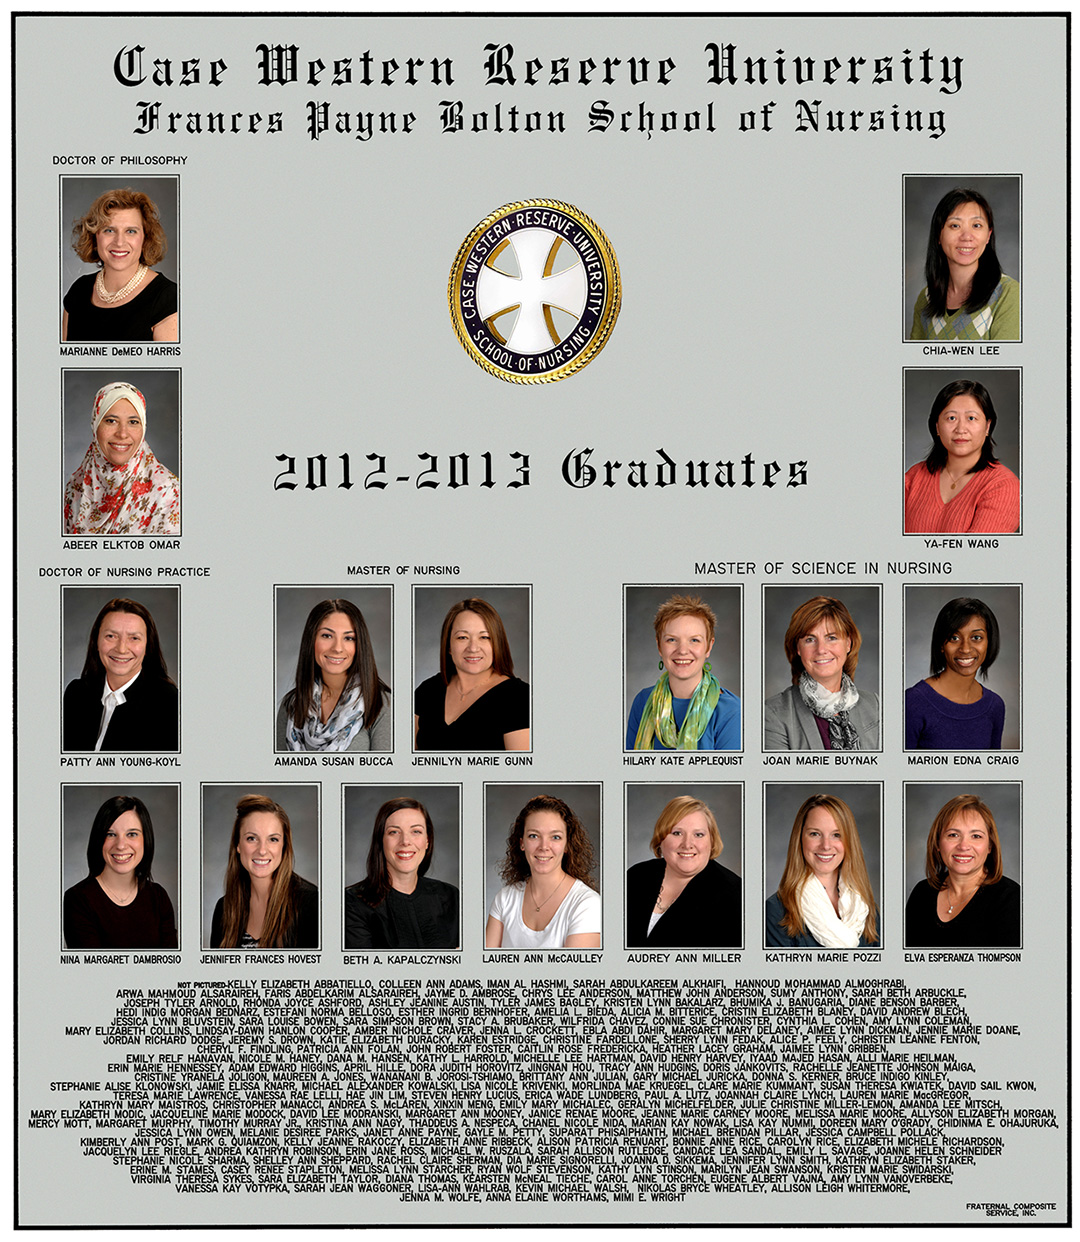 Case Western Reserve University
Frances Payne Bolton School of Nursing
DOCTOR OF PHILOSOPHY
CASE · WESTERN · RESERVE · UNIVERSITY · SCHOOL · OF · NURSING ·
MARIANNE DeMEO HARRIS
CHIA-WEN LEE
2012-2013 Graduates
ABEER ELKTOB OMAR
YA-FEN WANG
DOCTOR OF NURSING PRACTICE
MASTER OF NURSING
MASTER OF SCIENCE IN NURSING
PATTY ANN YOUNG-KOYL
AMANDA SUSAN BUCCA
JENNILYN MARIE GUNN
HILARY KATE APPLEQUIST
JOAN MARIE BUYNAK
MARION EDNA CRAIG
NINA MARGARET DAMBROSIO
JENNIFER FRANCES HOVEST
BETH A. KAPALCZYNSKI
LAUREN ANN McCAULLEY
AUDREY ANN MILLER
KATHRYN MARIE POZZI
ELVA ESPERANZA THOMPSON
NOT PICTURED-KELLY ELIZABETH ABBATIELLO, COLLEEN ANN ADAMS, IMAN AL HASHMI, SARAH ABDULKAREEM ALKHAIFI, HANNOUD MOHAMMAD ALMOGHRABI,
ARWA MAHMOUD ALSARAIREH, FARIS ABDELKARIM ALSARAIREH, JAYME D. AMBROSE, CHRYS LEE ANDERSON, MATTHEW JOHN ANDERSON, SUMY ANTHONY, SARAH BETH ARBUCKLE,
JOSEPH TYLER ARNOLD, RHONDA JOYCE ASHFORD, ASHLEY JEANINE AUSTIN, TYLER JAMES BAGLEY, KRISTEN LYNN BAKALARZ, BHUMIKA J. BANUGARIA, DIANE BENSON BARBER,
HEDI INDIG MORGAN BEDNARZ, ESTEFANI NORMA BELLOSO, ESTHER INGRID BERNHOFER, AMELIA L. BIEDA, ALICIA M. BITTERICE, CRISTIN ELIZABETH BLANEY, DAVID ANDREW BLECH,
JESSICA LYNN BLUVSTEIN, SARA LOUISE BOWEN, SARA SIMPSON BROWN, STACY A. BRUBAKER, WILFRIDA CHAVEZ, CONNIE SUE CHRONISTER, CYNTHIA L. COHEN, AMY LYNN COLEMAN,
MARY ELIZABETH COLLINS, LINDSAY-DAWN HANLON COOPER, AMBER NICHOLE CRAVER, JENNA L. CROCKETT, EBLA ABDI DAHIR, MARGARET MARY DELANEY, AIMEE LYNN DICKMAN, JENNIE MARIE DOANE,
JORDAN RICHARD DODGE, JEREMY S. DROWN, KATIE ELIZABETH DURACKY, KAREN ESTRIDGE, CHRISTINE FARDELLONE, SHERRY LYNN FEDAK, ALICE P. FEELY, CHRISTEN LEANNE FENTON,
CHERYL F. FINDLING, PATRICIA ANN FOLAN, JOHN ROBERT FOSTER, CAITLIN ROSE FREDERICKA, HEATHER LACEY GRAHAM, JAIMEE LYNN GRIBBEN,
EMILY RELF HANAVAN, NICOLE M. HANEY, DANA M. HANSEN, KATHY L. HARROLD, MICHELLE LEE HARTMAN, DAVID HENRY HARVEY, IYAAD MAJED HASAN, ALLI MARIE HEILMAN,
ERIN MARIE HENNESSEY, ADAM EDWARD HIGGINS, APRIL HILLE, DORA JUDITH HOROVITZ, JINGNAN HOU, TRACY ANN HUDGINS, DORIS JANKOVITS, RACHELLE JEANETTE JOHNSON MAIGA,
CRISTINE YRANELA JOLIGON, MAUREEN A. JONES, WANANANI B. JOROSI-TSHIAMO, BRITTANY ANN JULIAN, GARY MICHAEL JURICKA, DONNA S. KERNER, BRUCE INDIGO KINLEY,
STEPHANIE ALISE KLONOWSKI, JAMIE ELISSA KNARR, MICHAEL ALEXANDER KOWALSKI, LISA NICOLE KRIVENKI, MORLINDA MAE KRUEGEL, CLARE MARIE KUMMANT, SUSAN THERESA KWIATEK, DAVID SAIL KWON,
TERESA MARIE LAWRENCE, VANESSA RAE LELLI, HAE JIN LIM, STEVEN HENRY LUCIUS, ERICA WADE LUNDBERG, PAUL A. LUTZ, JOANNAH CLAIRE LYNCH, LAUREN MARIE MacGREGOR,
KATHRYN MARY MAISTROS, CHRISTOPHER MANACCI, ANDREA S. McLAREN, XINXIN MENG, EMILY MARY MICHALEC, GERALYN MICHELFELDER, JULIE CHRISTINE MILLER-LEMON, AMANDA LEE MITSCH,
MARY ELIZABETH MODIC, JACQUELINE MARIE MODOCK, DAVID LEE MODRANSKI, MARGARET ANN MOONEY, JANICE RENAE MOORE, JEANNE MARIE CARNEY MOORE, MELISSA MARIE MOORE, ALLYSON ELIZABETH MORGAN,
MERCY MOTT, MARGARET MURPHY, TIMOTHY MURRAY JR., KRISTINA ANN NAGY, THADDEUS A. NESPECA, CHANEL NICOLE NIDA, MARIAN KAY NOWAK, LISA KAY NUMMI, DOREEN MARY O'GRADY, CHIDINMA E. OHAJURUKA,
JESSICA LYNN OWEN, MELANIE DESIREE PARKS, JANET ANNE PAYNE, GAYLE M. PETTY, SUPARAT PHISAIPHANTH, MICHAEL BRENDAN PILLAR, JESSICA CAMPBELL POLLACK,
KIMBERLY ANN POST, MARK G. QUIAMZON, KELLY JEANNE RAKOCZY, ELIZABETH ANNE RIBBECK, ALISON PATRICIA RENUART, BONNIE ANNE RICE, CAROLYN RICE, ELIZABETH MICHELE RICHARDSON,
JACQUELYN LEE RIEGLE, ANDREA KATHRYN ROBINSON, ERIN JANE ROSS, MICHAEL W. RUSZALA, SARAH ALLISON RUTLEDGE, CANDACE LEA SANDAL, EMILY L. SAVAGE, JOANNE HELEN SCHNEIDER
STEPHANIE NICOLE SHARMA, SHELLEY ANN SHEPPARD, RACHEL CLAIRE SHERMAN, DIA MARIE SIGNORELLI, JOANNA D. SIKKEMA, JENNIFER LYNN SMITH, KATHRYN ELIZABETH STAKER,
ERINE M. STAMES, CASEY RENEE STAPLETON, MELISSA LYNN STARCHER, RYAN WOLF STEVENSON, KATHY LYN STINSON, MARILYN JEAN SWANSON, KRISTEN MARIE SWIDARSKI,
VIRGINIA THERESA SYKES, SARA ELIZABETH TAYLOR, DIANA THOMAS, KEARSTEN McNEAL TIECHE, CAROL ANNE TORCHEN, EUGENE ALBERT VAJNA, AMY LYNN VANOVERBEKE,
VANESSA KAY VOTYPKA, SARAH JEAN WAGGONER, LISA-ANN WAHLRAB, KEVIN MICHAEL WALSH, NIKOLAS BRYCE WHEATLEY, ALLISON LEIGH WHITERMORE,
JENNA M. WOLFE, ANNA ELAINE WORTHAMS, MIMI E. WRIGHT
FRATERNAL COMPOSITE
SERVICE, INC.